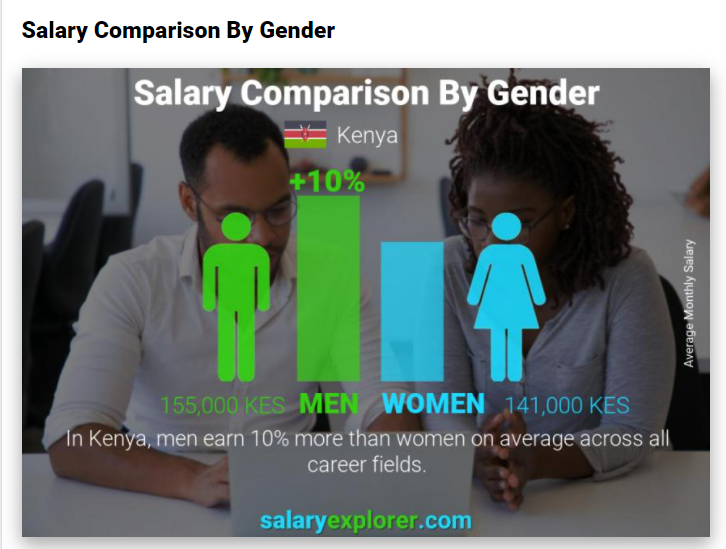 Salary Comparison By Gender
Salary Comparison By Gender
Kenya
+10%
Average Monthly Salary
155,000 KES MEN WOMEN 141,000 KES
In Kenya, men earn 10% more than women on average across all
career fields.
salaryexplorer.com